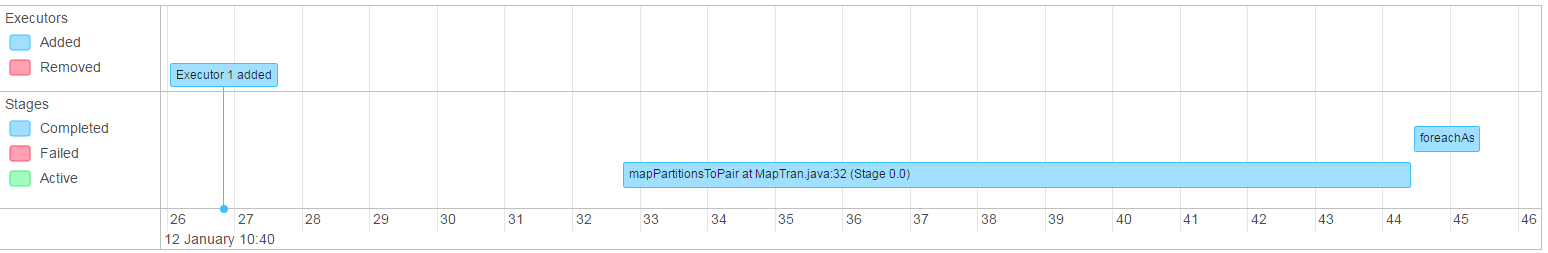 Executors
Added
Removed
Executor 1 added
Stages
Completed
Failed
Active
foreachAs
mapPartitionsToPair at MapTran.java:32 (Stage 0.0)
26 27 28 29 30 31 32 33 34 35 36 37 38 39 40 41 42 43 44 45 46
12 January 10:40